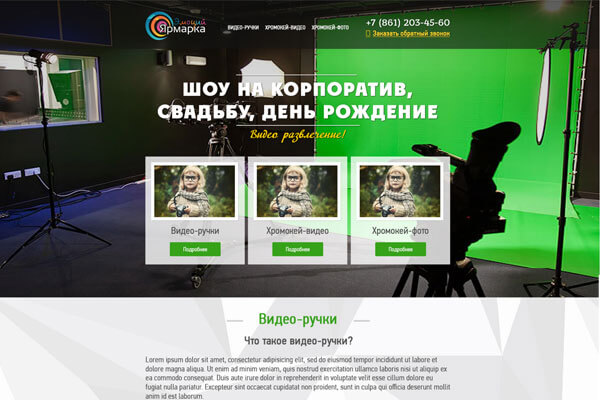 Эмоций
Ярмарка
ВИДЕО-РУЧКИ ХРОМОКЕЙ-ВИДЕО ХРОМОКЕЙ-ФОТО
+7 (861) 203-45-60
Заказать обратный звонок
ШОУ НА КОРПОРАТИВ,
СВАДЬБУ, ДЕНЬ РОЖДЕНИЕ
Видео развлечение!
Видео-ручки
Подробнее
Хромокей-видео
Подробнее
Хромокей-фото
Подробнее
Видео-ручки
Что такое видео-ручки?
Lorem ipsum dolor sit amet, consectetur adipisicing elit, sed do eiusmod tempor incididunt ut labore et
dolore magna aliqua. Ut enim ad minim veniam, quis nostrud exercitation ullamco laboris nisi ut aliquip ex
ea commodo consequat. Duis aute irure dolor in reprehenderit in voluptate velit esse cillum dolore eu
fugiat nulla pariatur. Excepteur sint occaecat cupidatat non proident, sunt in culpa qui officia deserunt mollit
anim id est laborum.